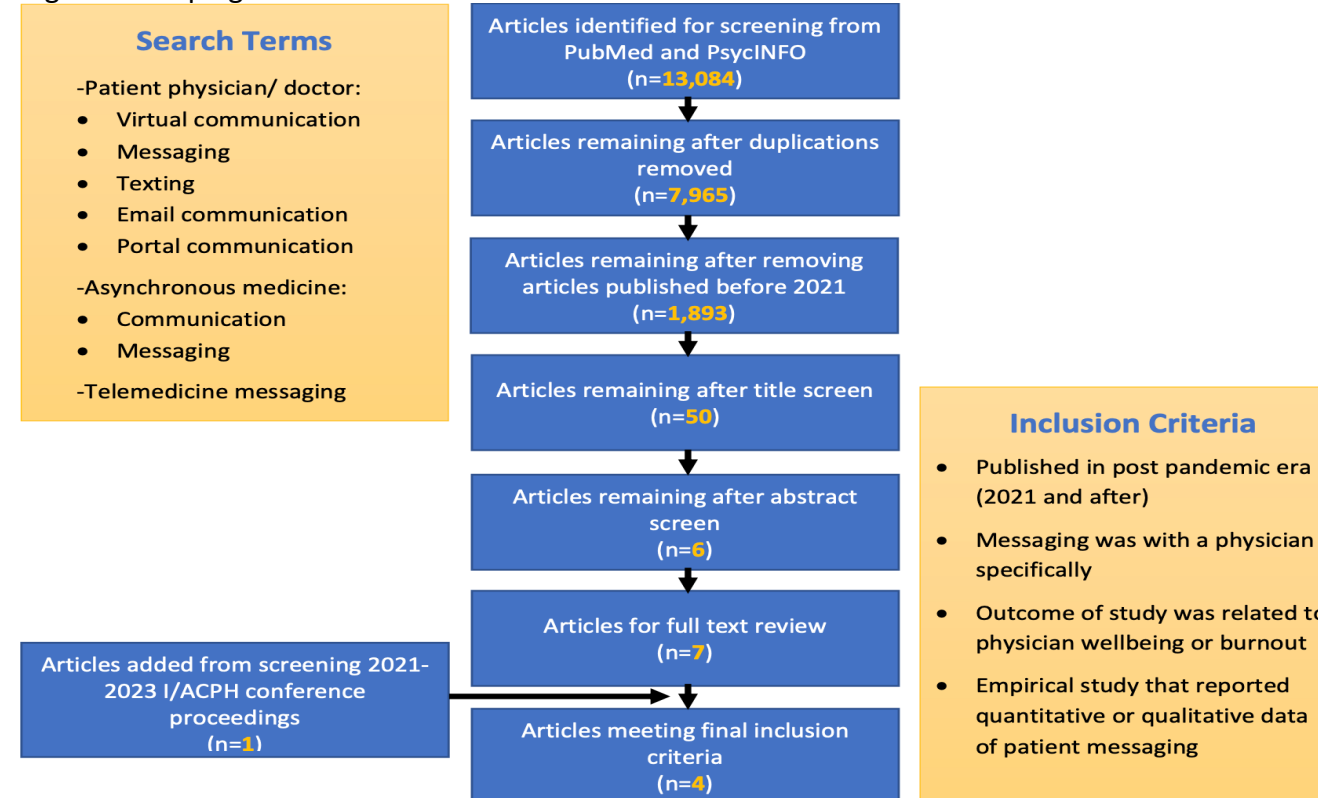 Search Terms
-Patient physician/ doctor:
• Virtual communication
• Messaging
• Texting
• Email communication
• Portal communication
-Asynchronous medicine:
• Communication
• Messaging
-Telemedicine messaging
Articles identified for screening from
PubMed and PsycINFO
(n=13,084)
Articles remaining after duplications
removed
(n=7,965)
Articles remaining after removing
articles published before 2021
(n=1,893)
Articles remaining after title screen
(n=50)
Articles remaining after abstract
screen
(n=6)
Articles for full text review
(n=7)
Articles added from screening 2021-
2023 I/ACPH conference
proceedings
(n=1)
Articles meeting final inclusion
criteria
(n=4)
Inclusion Criteria
• Published in post pandemic era
(2021 and after)
• Messaging was with a physician
specifically
• Outcome of study was related to
physician wellbeing or burnout
• Empirical study that reported
quantitative or qualitative data
of patient messaging